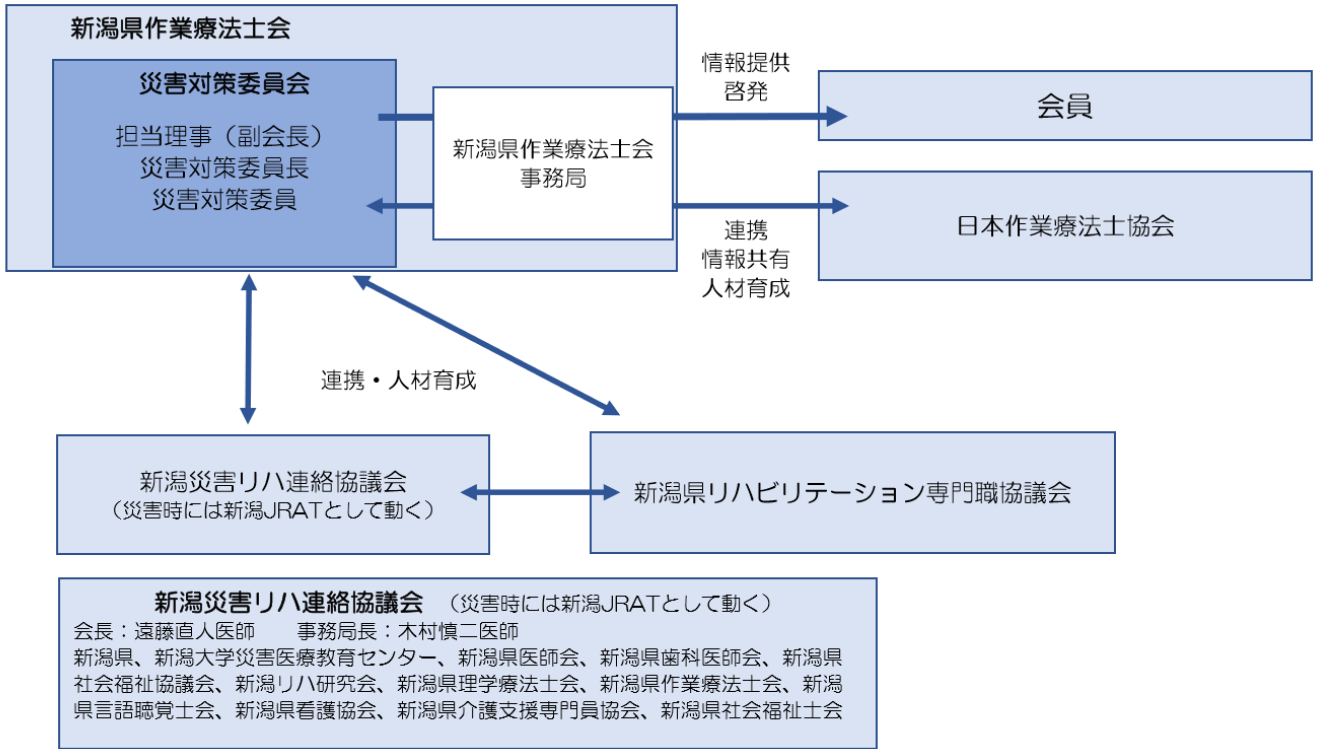 新潟県作業療法士会
災害対策委員会
担当理事（副会長）
災害対策委員長
災害対策委員
新潟県作業療法士会
事務局
情報提供
啓発
会員
連携
情報共有
人材育成
日本作業療法士協会
連携・人材育成
新潟災害リハ連絡協議会
（災害時には新潟JRATとして動く）
新潟県リハビリテーション専門職協議会
新潟災害リハ連絡協議会 （災害時には新潟JRATとして動く）
会長：遠藤直人医師 事務局長：木村慎二医師
新潟県、新潟大学災害医療教育センター、新潟県医師会、新潟県歯科医師会、新潟県
社会福祉協議会、新潟リハ研究会、新潟県理学療法士会、新潟県作業療法士会、新潟
県言語聴覚士会、新潟県看護協会、新潟県介護支援専門員協会、新潟県社会福祉士会